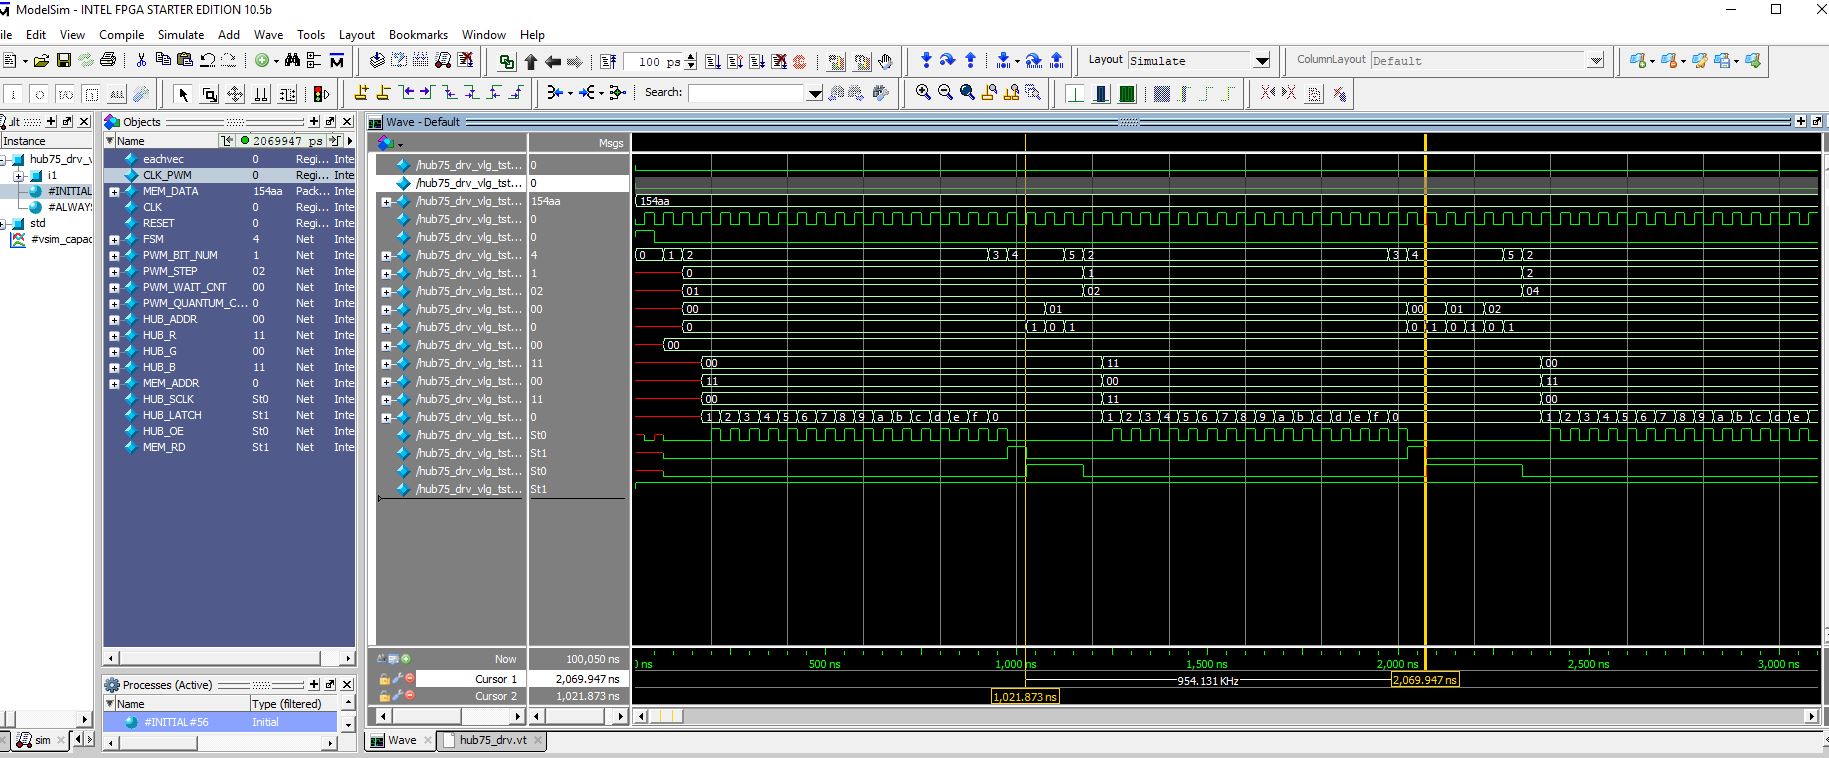 ModelSim - INTEL FPGA STARTER EDITION 10.5b
ile Edit View Compile Simulate Add Wave Tools Layout Bookmarks Window Help
100 ps
Layout Simulate
ColumnLayout Default
Search:
ult
Instance
hub75_drv_v
i1
#INITIAL
#ALWAYS
std
#vsim_capac
sim
Objects
Name 2069947 ps
eachvec 0 Regi... Inte
CLK_PWM 0 Regi... Inte
MEM_DATA 154aa Pack... Inte
CLK 0 Regi... Inte
RESET 0 Regi... Inte
FSM 4 Net Inte
PWM_BIT_NUM 1 Net Inte
PWM_STEP 02 Net Inte
PWM_WAIT_CNT 00 Net Inte
PWM_QUANTUM_C... 0 Net Inte
HUB_ADDR 00 Net Inte
HUB_R 11 Net Inte
HUB_G 00 Net Inte
HUB_B 11 Net Inte
MEM_ADDR 0 Net Inte
HUB_SCLK St0 Net Inte
HUB_LATCH St1 Net Inte
HUB_OE St0 Net Inte
MEM_RD St1 Net Inte
Processes (Active)
Name Type (filtered)
#INITIAL#56 Initial
Wave - Default
Msgs
/hub75_drv_vlg_tst... 0
/hub75_drv_vlg_tst... 0
/hub75_drv_vlg_tst... 154aa 154aa
/hub75_drv_vlg_tst... 0
/hub75_drv_vlg_tst... 0
/hub75_drv_vlg_tst... 4 0 1 2 3 4 5 2 3 4 5 2
/hub75_drv_vlg_tst... 1 0 1 2
/hub75_drv_vlg_tst... 02 01 02 04
/hub75_drv_vlg_tst... 00 00 01 00 01 02
/hub75_drv_vlg_tst... 0 0 1 0 1 0 1 0 1 0 1
/hub75_drv_vlg_tst... 00 00
/hub75_drv_vlg_tst... 11 00 11 00
/hub75_drv_vlg_tst... 00 11 00 11
/hub75_drv_vlg_tst... 11 00 11 00
/hub75_drv_vlg_tst... 0 1 2 3 4 5 6 7 8 9 a b c d e f 0 1 2 3 4 5 6 7 8 9 a b c d e f 0 1 2 3 4 5 6 7 8 9 a b c d e
/hub75_drv_vlg_tst... St0
/hub75_drv_vlg_tst... St1
/hub75_drv_vlg_tst... St0
/hub75_drv_vlg_tst... St1
Now 100,050 ns 0 ns 500 ns 1,000 ns 1,500 ns 2,000 ns 2,500 ns 3,000 ns
Cursor 1 2,069.947 ns 954.131 KHz 2,069.947 ns
Cursor 2 1,021.873 ns 1,021.873 ns
Wave hub75_drv.vt